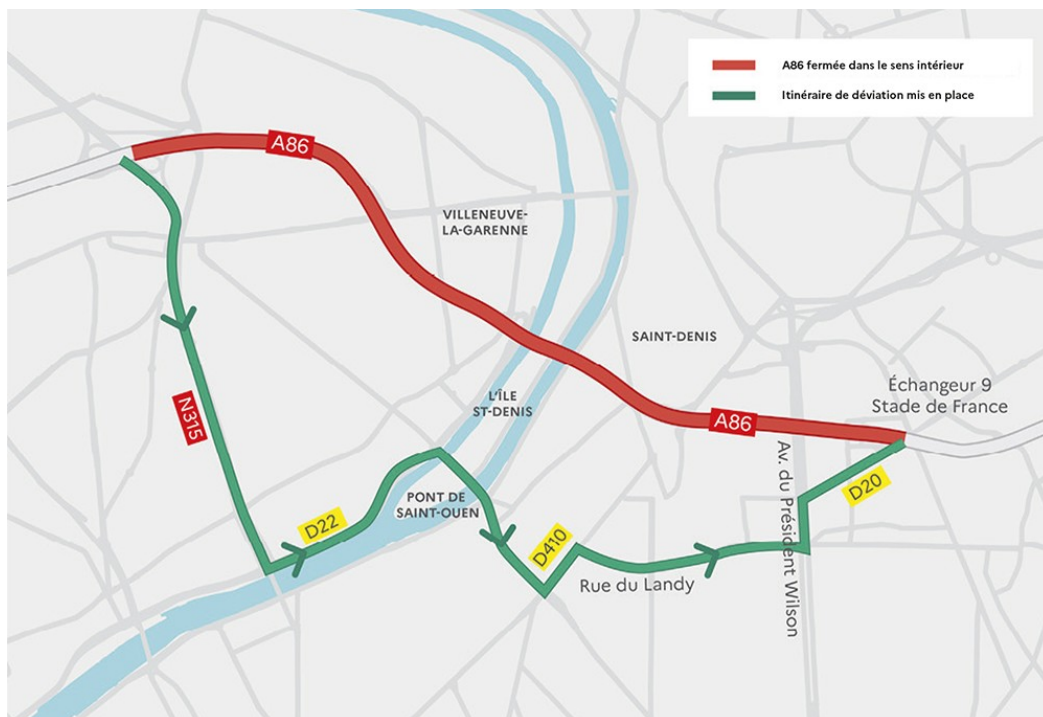 A86 fermée dans le sens intérieur
Itinéraire de déviation mis en place
A86
VILLENEUVE-
LA-GARENNE
SAINT-DENIS
L'ÎLE
ST-DENIS
Échangeur 9
Stade de France
N315
A86
Av. du Président Wilson
D20
PONT DE
SAINT-OUEN
D22
D410
Rue du Landy